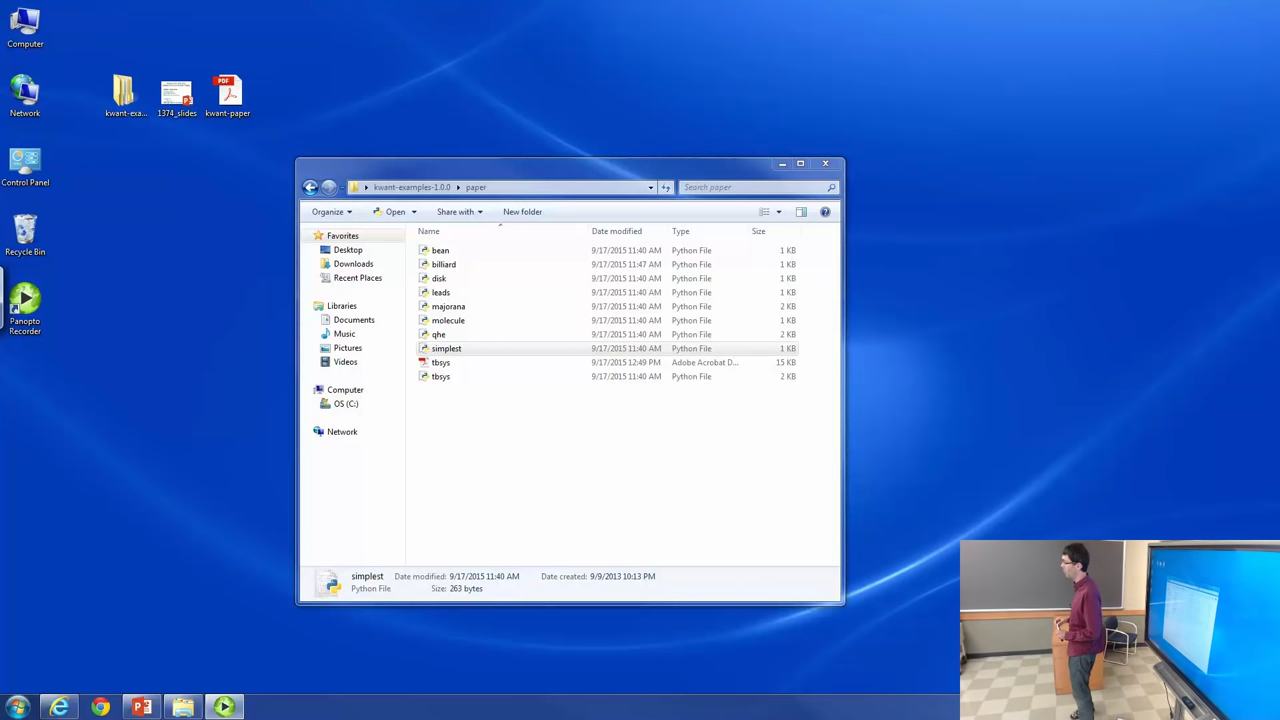 Computer
Network
Control Panel
Recycle Bin
Panopto
Recorder
kwant-exa...
1374_slides
PDF
kwant-paper
kwant-examples-1.0.0 paper
Search paper
Organize Open Share with New folder
Favorites
Desktop
Downloads
Recent Places
Libraries
Documents
Music
Pictures
Videos
Computer
OS (C:)
Network
Name Date modified Type Size
bean 9/17/2015 11:40 AM Python File 1 KB
billiard 9/17/2015 11:47 AM Python File 1 KB
disk 9/17/2015 11:40 AM Python File 1 KB
leads 9/17/2015 11:40 AM Python File 1 KB
majorana 9/17/2015 11:40 AM Python File 2 KB
molecule 9/17/2015 11:40 AM Python File 1 KB
qhe 9/17/2015 11:40 AM Python File 2 KB
simplest 9/17/2015 11:40 AM Python File 1 KB
tbsys 9/17/2015 12:49 PM Adobe Acrobat D... 15 KB
tbsys 9/17/2015 11:40 AM Python File 2 KB
simplest Date modified: 9/17/2015 11:40 AM Date created: 9/9/2013 10:13 PM
Python File Size: 263 bytes